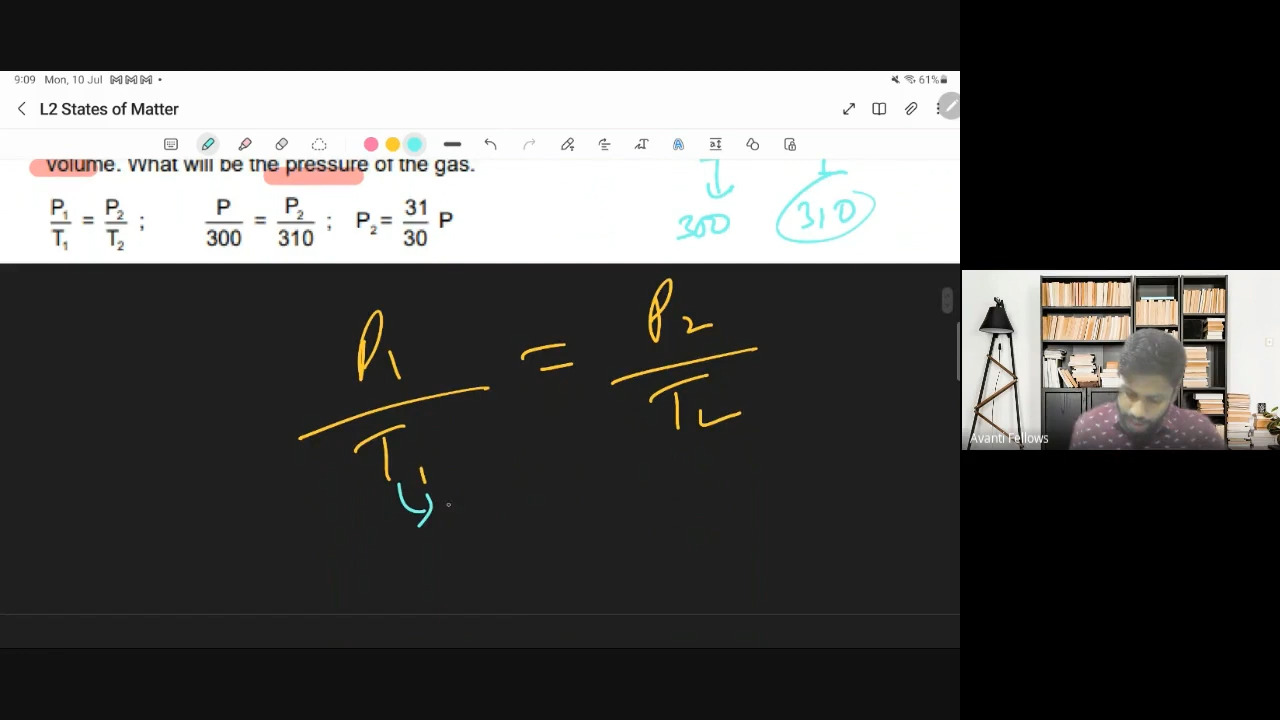 9:09 Mon, 10 Jul 61%
L2 States of Matter
volume. What will be the pressure of the gas.
P₁/T₁ = P₂/T₂ ; P/300 = P₂/310 ; P₂ = 31/30 P
300 310
P₁/T₁ = P₂/T₂
Avanti Fellows